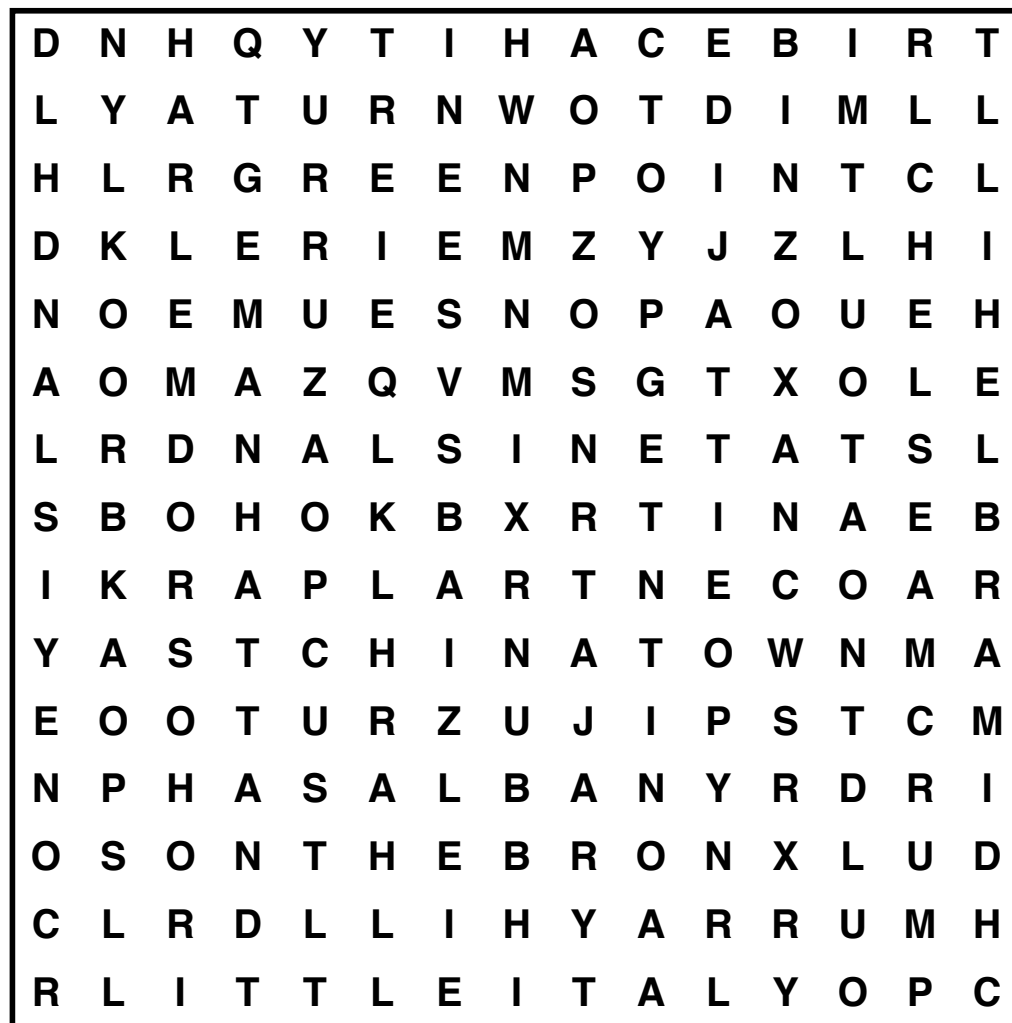 D N H Q Y T I H A C E B I R T
L Y A T U R N W O T D I M L L
H L R G R E E N P O I N T C L
D K L E R I E M Z Y J Z L H I
N O E M U E S N O P A O U E H
A O M A Z Q V M S G T X O L E
L R D N A L S I N E T A T S L
S B O H O K B X R T I N A E B
I K R A P L A R T N E C O A R
Y A S T C H I N A T O W N M A
E O O T U R Z U J I P S T C M
N P H A S A L B A N Y R D R I
O S O N T H E B R O N X L U D
C L R D L L I H Y A R R U M H
R L I T T L E I T A L Y O P C